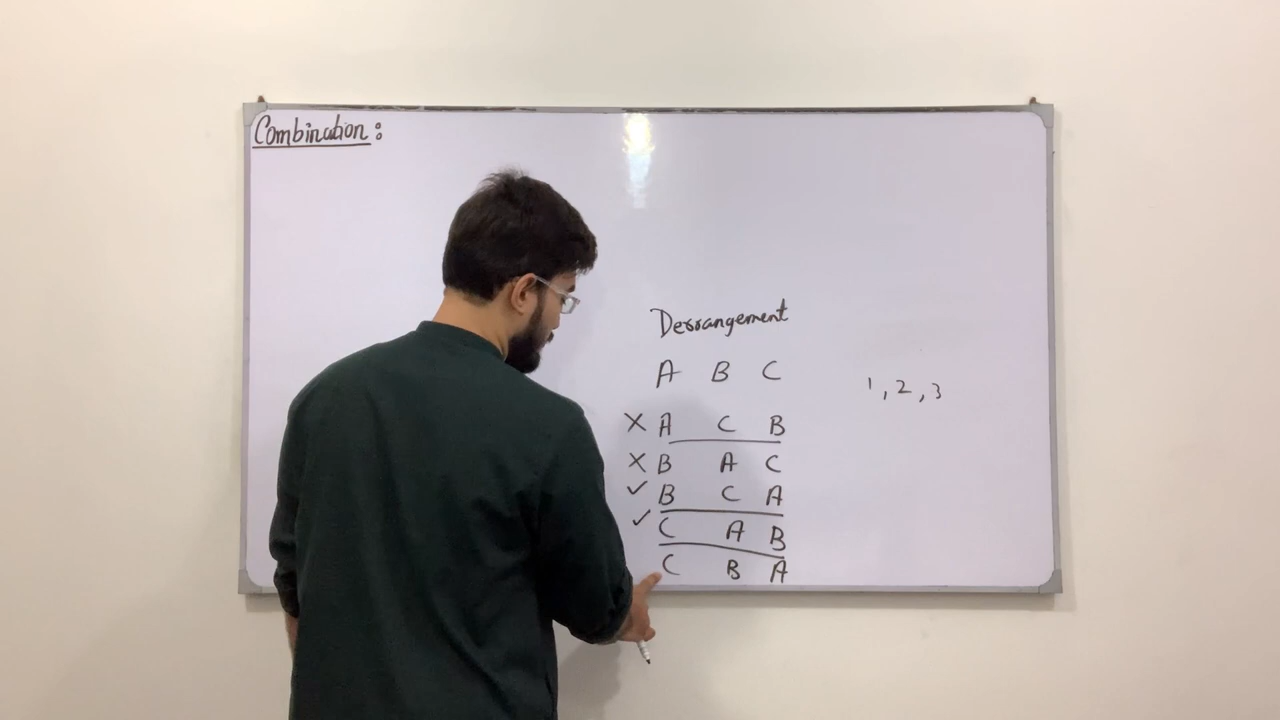 Combination:
Derrangement
A B C
1, 2, 3
X A C B
X B A C
✓ B C A
✓ C A B
C B A